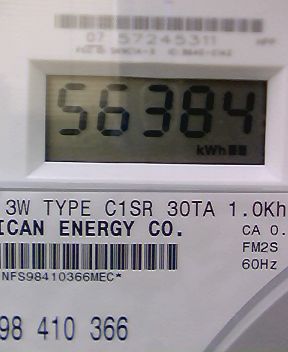 07 57245311
56384
kWh
3W TYPE C1SR 30TA 1.0Kh
ICAN ENERGY CO.
CA 0.
FM2S
60Hz
NFS98410366MEC*
98 410 366